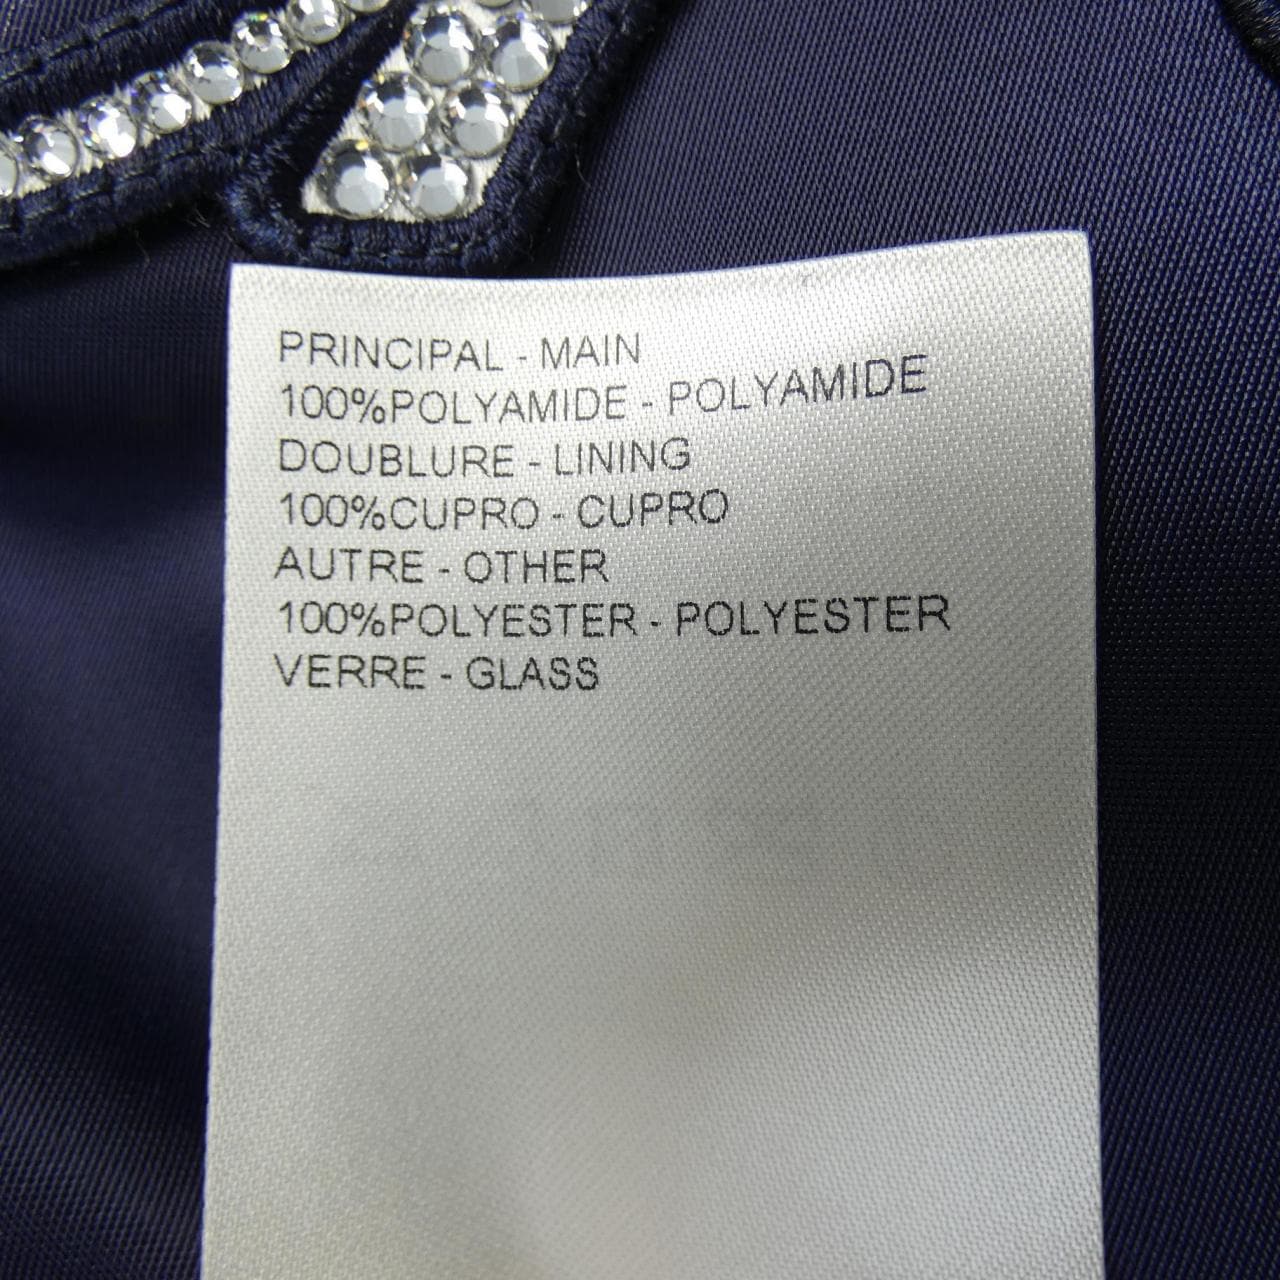 PRINCIPAL - MAIN
100%POLYAMIDE - POLYAMIDE
DOUBLURE - LINING
100%CUPRO - CUPRO
AUTRE - OTHER
100%POLYESTER - POLYESTER
VERRE - GLASS